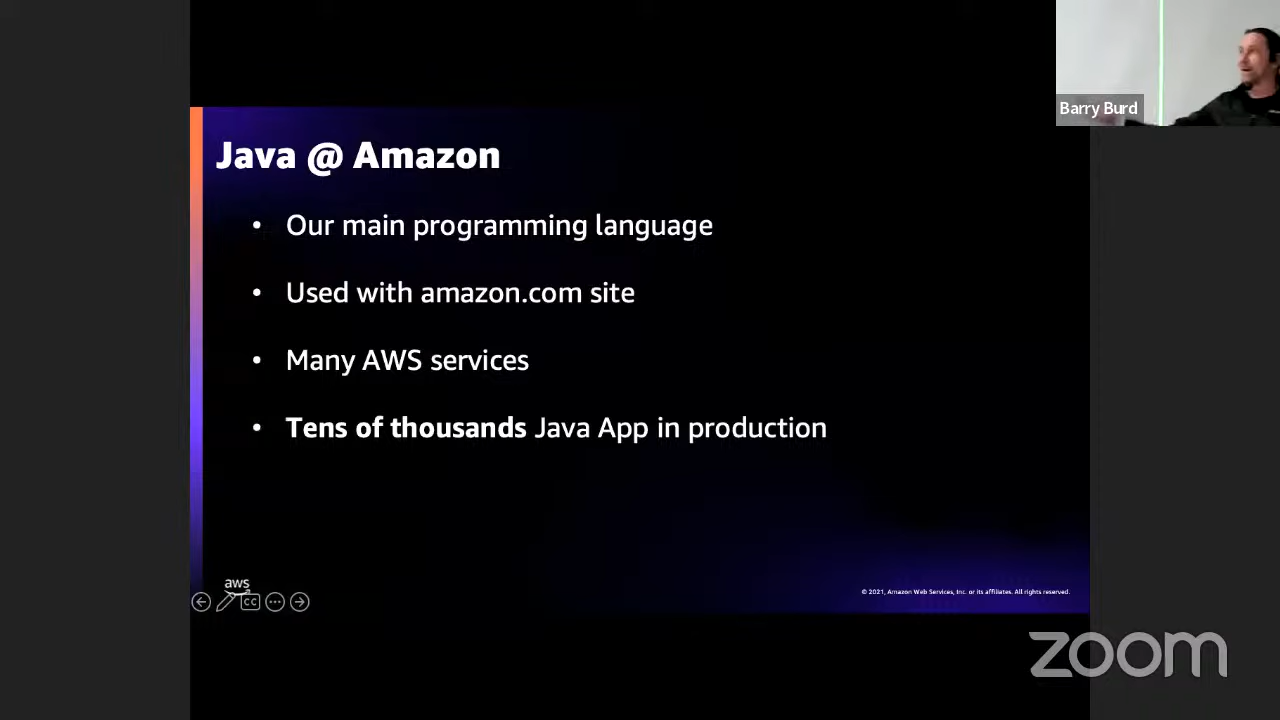 Barry Burd
Java @ Amazon
• Our main programming language
• Used with amazon.com site
• Many AWS services
• Tens of thousands Java App in production
aws
CC
© 2021, Amazon Web Services, Inc. or its affiliates. All rights reserved.
zoom